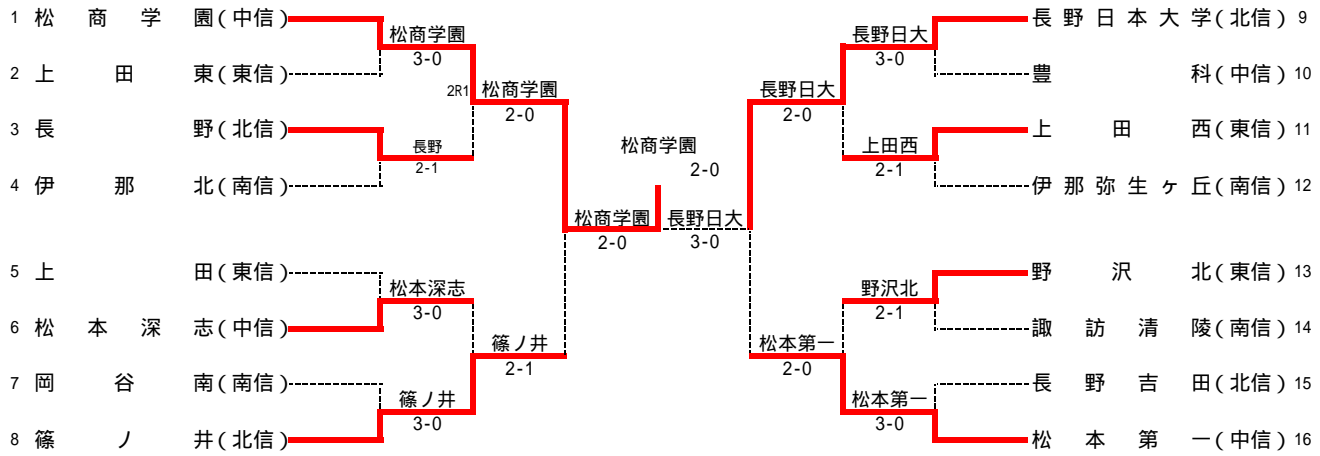 1 松商学園(中信)
2 上田東(東信)
3 長野(北信)
4 伊那北(南信)
5 上田(東信)
6 松本深志(中信)
7 岡谷南(南信)
8 篠ノ井(北信)
松商学園
3-0
長野
2-1
松本深志
3-0
篠ノ井
3-0
2R1
松商学園
2-0
篠ノ井
2-1
松商学園
2-0
松商学園
2-0
長野日大
3-0
長野日大
2-0
松本第一
2-0
長野日大
3-0
上田西
2-1
野沢北
2-1
松本第一
3-0
長野日本大学(北信) 9
豊科(中信) 10
上田西(東信) 11
伊那弥生ヶ丘(南信) 12
野沢北(東信) 13
諏訪清陵(南信) 14
長野吉田(北信) 15
松本第一(中信) 16